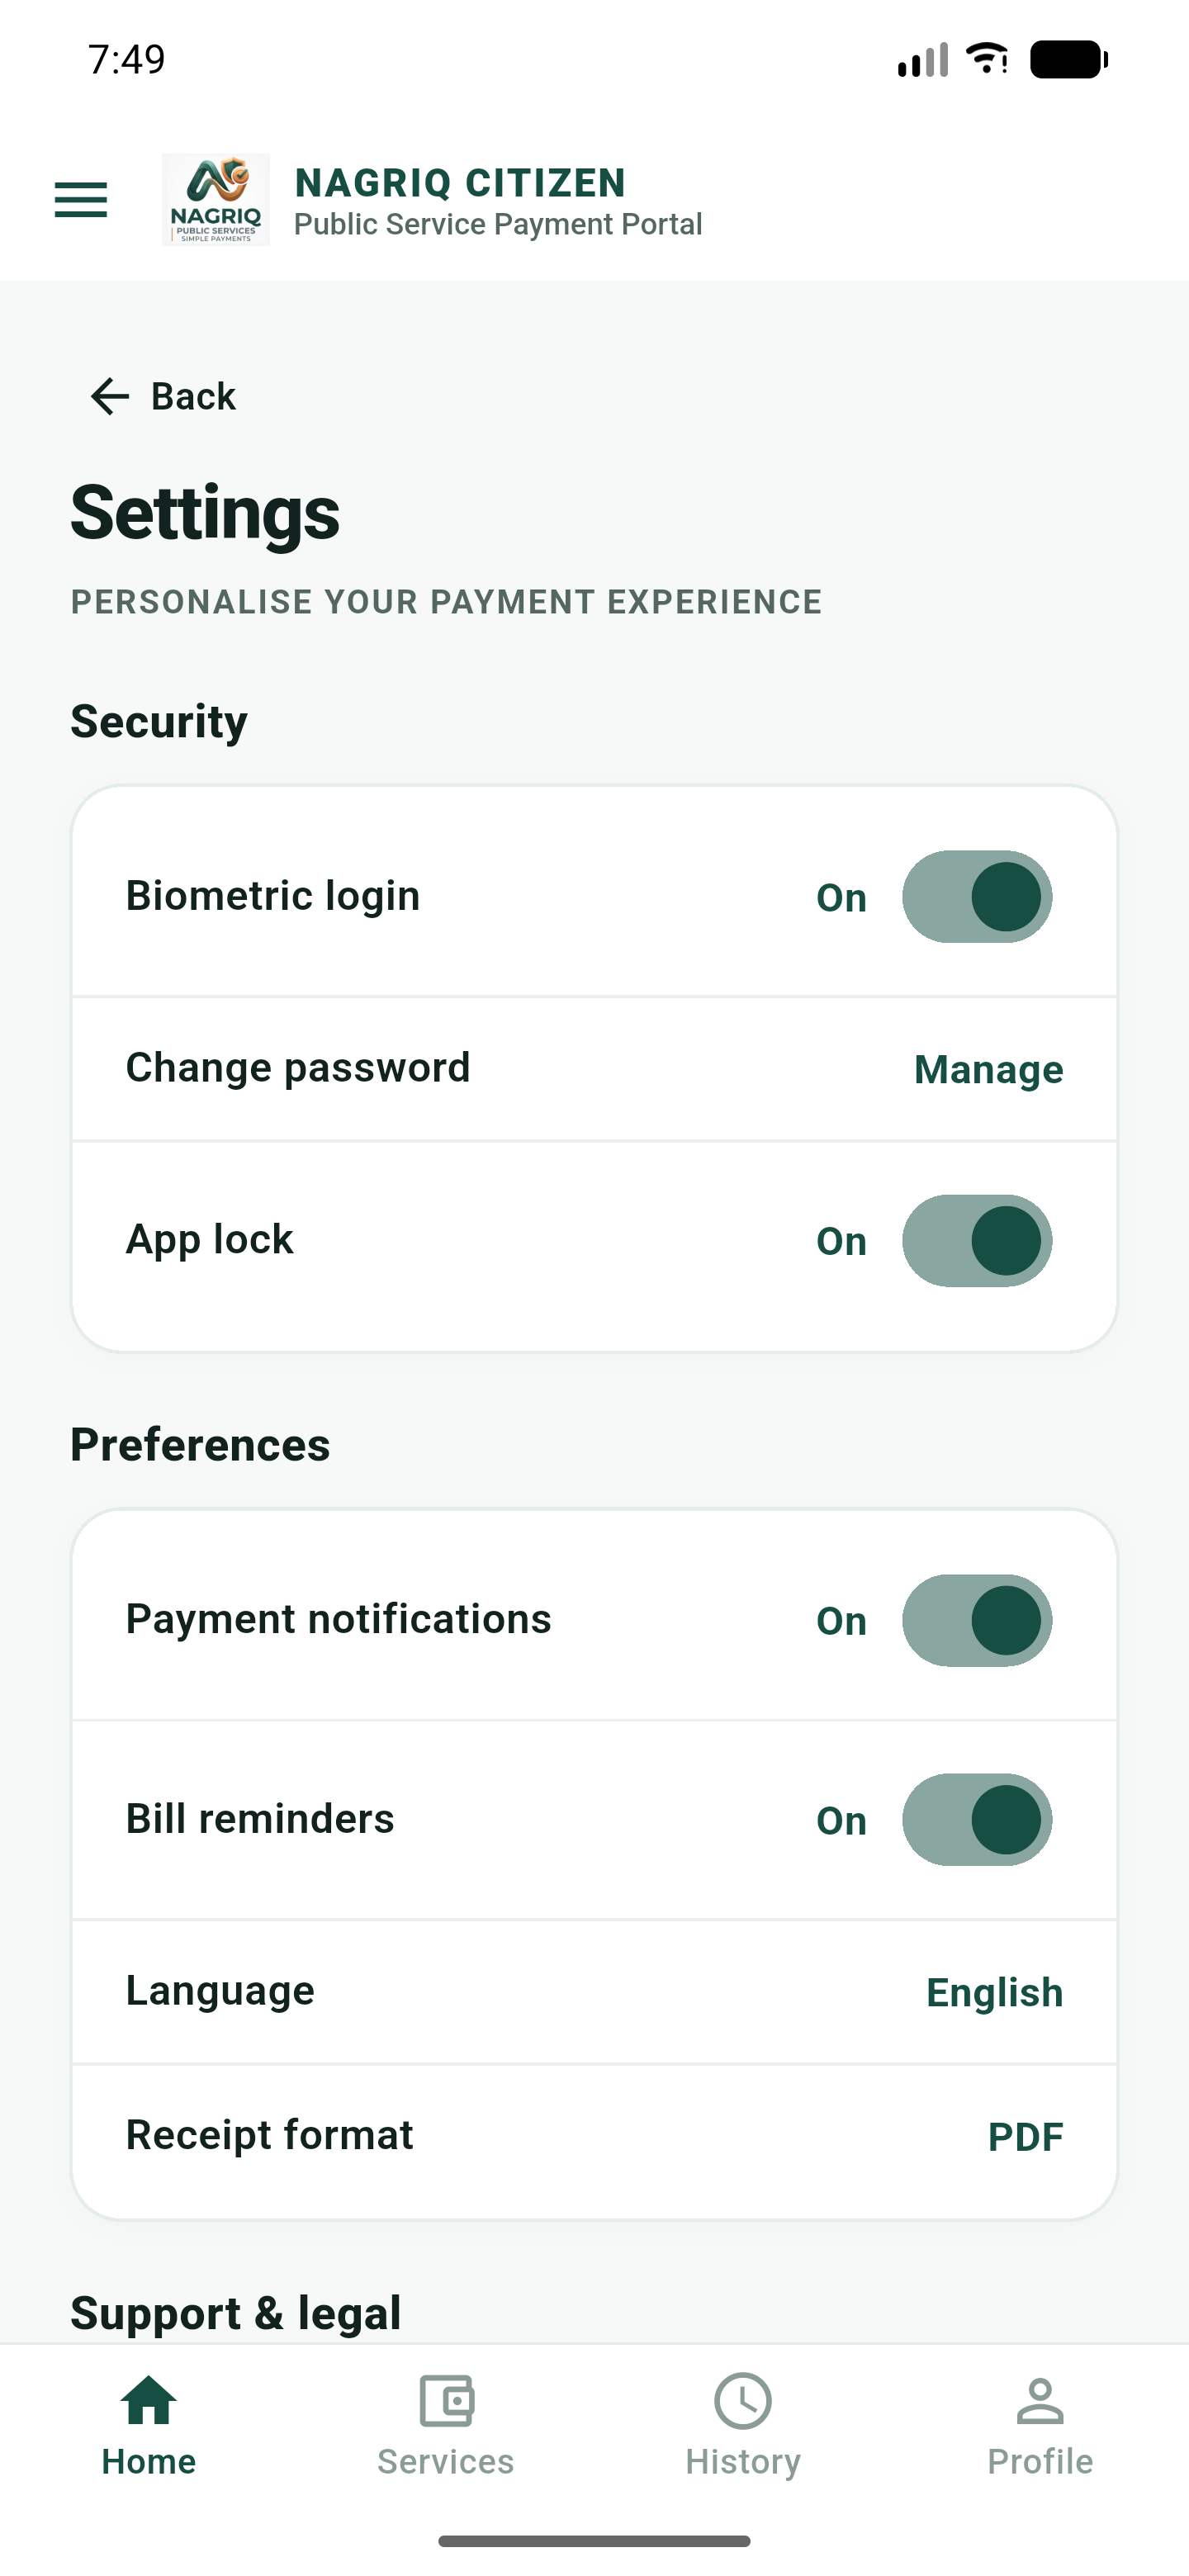 7:49
NAGRIQ CITIZEN
Public Service Payment Portal
NAGRIQ
PUBLIC SERVICES
SIMPLE PAYMENTS
Back
Settings
PERSONALISE YOUR PAYMENT EXPERIENCE
Security
Biometric login On
Change password Manage
App lock On
Preferences
Payment notifications On
Bill reminders On
Language English
Receipt format PDF
Support & legal
Home Services History Profile